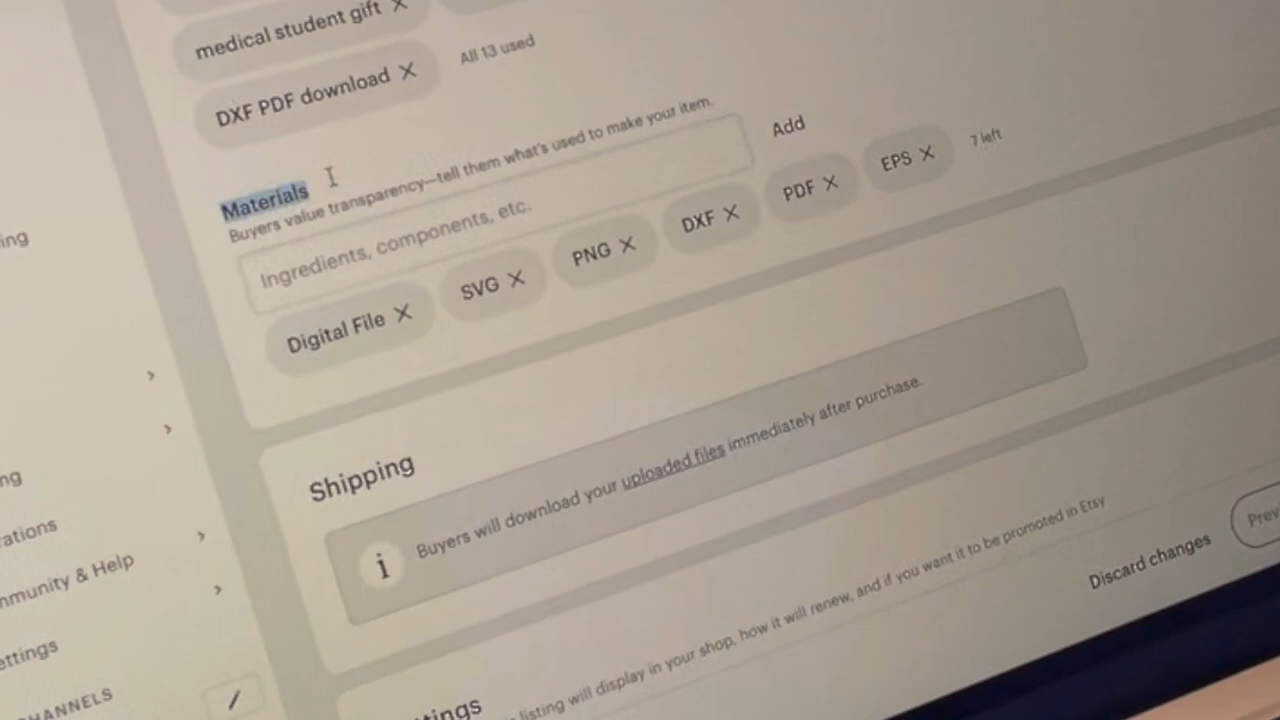 medical student gift ×
DXF PDF download ×
All 13 used
Materials
Buyers value transparency—tell them what's used to make your item.
Ingredients, components, etc.
Add
Digital File ×
SVG ×
PNG ×
DXF ×
PDF ×
EPS ×
7 left
Shipping
i Buyers will download your uploaded files immediately after purchase.
tings
listing will display in your shop, how it will renew, and if you want it to be promoted in Etsy
Discard changes
Prev
ing
ng
rations
mmunity & Help
ettings
HANNELS